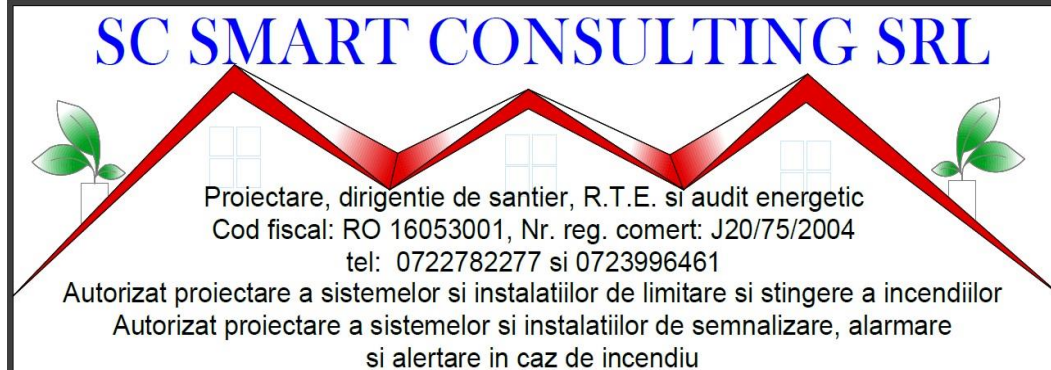 SC SMART CONSULTING SRL
Proiectare, dirigentie de santier, R.T.E. si audit energetic
Cod fiscal: RO 16053001, Nr. reg. comert: J20/75/2004
tel: 0722782277 si 0723996461
Autorizat proiectare a sistemelor si instalatiilor de limitare si stingere a incendiilor
Autorizat proiectare a sistemelor si instalatiilor de semnalizare, alarmare
si alertare in caz de incendiu